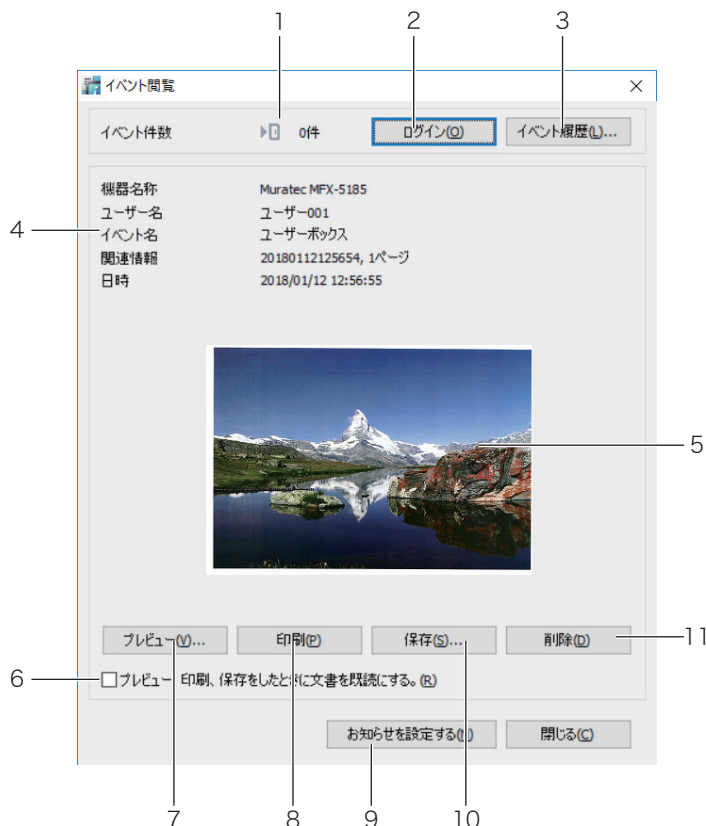 1 2 3
イベント閲覧
イベント件数 0件 ログイン(O) イベント履歴(L)...
機器名称 Muratec MFX-5185
ユーザー名 ユーザー001
4 イベント名 ユーザーボックス
関連情報 20180112125654, 1ページ
日時 2018/01/12 12:56:55
5
プレビュー(V)... 印刷(P) 保存(S)... 削除(D) 11
6 プレビュー、印刷、保存をしたときに文書を既読にする。(R)
お知らせを設定する(N) 閉じる(C)
7 8 9 10